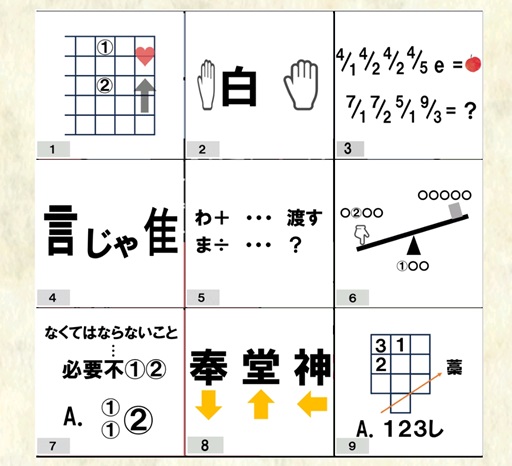 ①
②
1
白
2
4/1 4/2 4/2 4/5 e =
7/1 7/2 5/1 9/3 = ?
3
言じゃ隹
4
わ+ ・・・ 渡す
ま÷ ・・・ ?
5
○○○○○
○②○○
①○○
6
なくてはならないこと
必要不①②
A. ①①②
7
奉 堂 神
8
3 1
2
藁
A. 123し
9